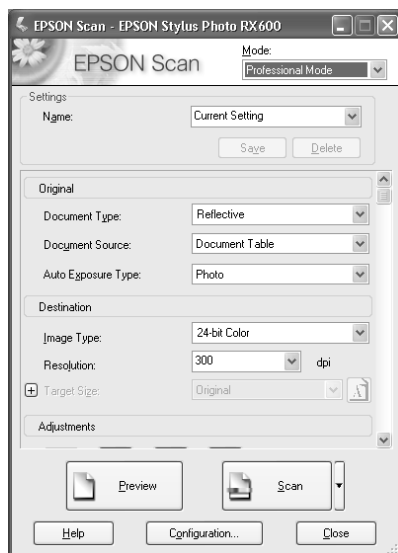 EPSON Scan - EPSON Stylus Photo RX600
EPSON Scan
Mode:
Professional Mode
Settings
Name: Current Setting
Save Delete
Original
Document Type: Reflective
Document Source: Document Table
Auto Exposure Type: Photo
Destination
Image Type: 24-bit Color
Resolution: 300 dpi
Target Size: Original
Adjustments
Preview Scan
Help Configuration... Close